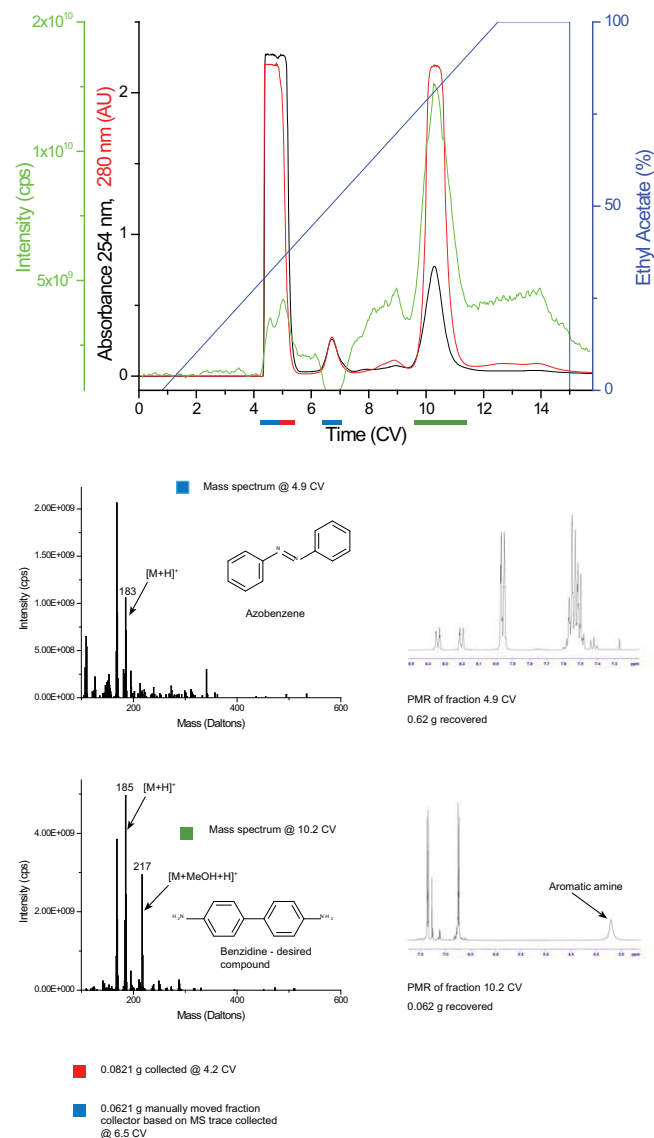 2x10¹⁰
1x10¹⁰
5x10⁹
Intensity (cps)
2
1
0
Absorbance 254 nm, 280 nm (AU)
100
50
0
Ethyl Acetate (%)
0 2 4 6 8 10 12 14
Time (CV)
Mass spectrum @ 4.9 CV
2.00E+009
1.50E+009
1.00E+009
5.00E+008
0.00E+000
Intensity (cps)
[M+H]⁺
183
N
N
Azobenzene
200 400 600
Mass (Daltons)
ppm
PMR of fraction 4.9 CV
0.62 g recovered
185
[M+H]⁺
Mass spectrum @ 10.2 CV
217
[M+MeOH+H]⁺
4.00E+009
2.00E+009
0.00E+000
Intensity (cps)
H₂N
NH₂
Benzidine - desired
compound
200 400 600
Mass (Daltons)
Aromatic amine
ppm
PMR of fraction 10.2 CV
0.062 g recovered
0.0821 g collected @ 4.2 CV
0.0621 g manually moved fraction
collector based on MS trace collected
@ 6.5 CV